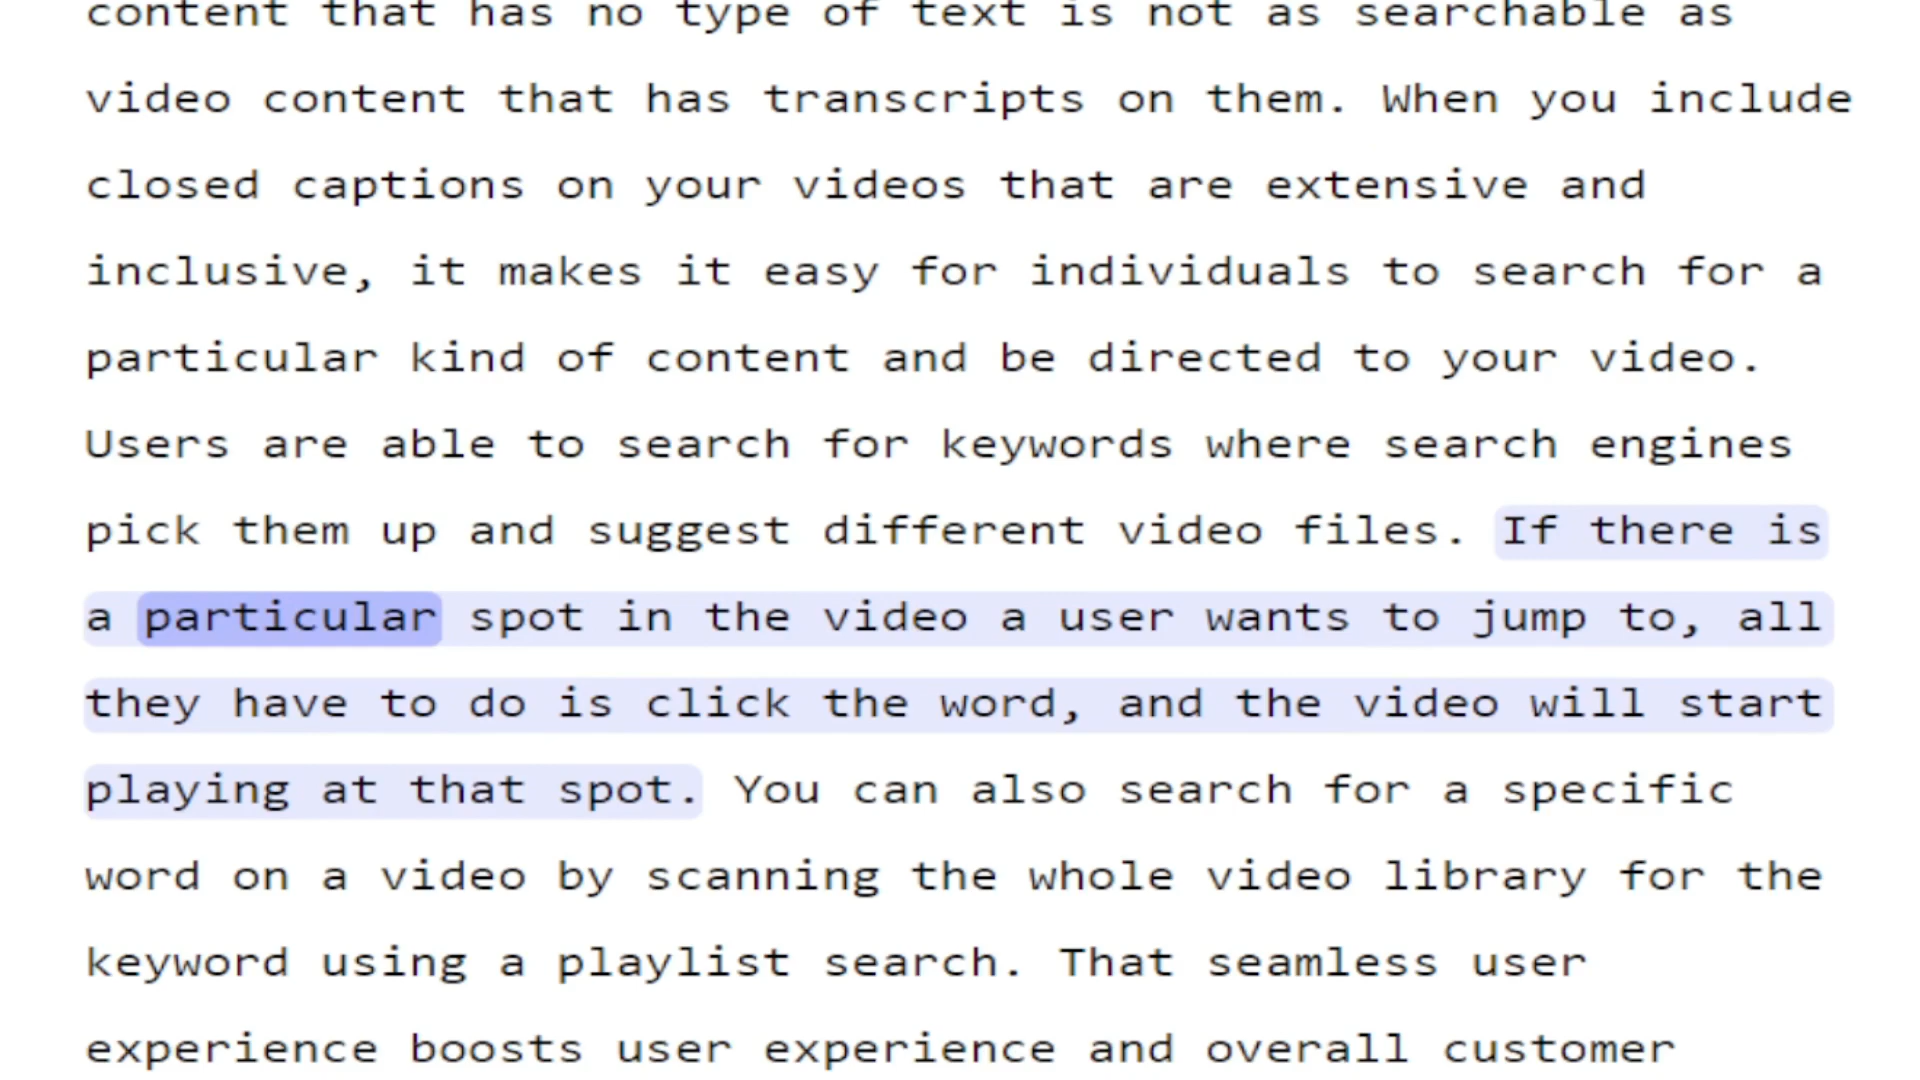 content that has no type of text is not as searchable as
video content that has transcripts on them. When you include
closed captions on your videos that are extensive and
inclusive, it makes it easy for individuals to search for a
particular kind of content and be directed to your video.
Users are able to search for keywords where search engines
pick them up and suggest different video files. If there is
a particular spot in the video a user wants to jump to, all
they have to do is click the word, and the video will start
playing at that spot. You can also search for a specific
word on a video by scanning the whole video library for the
keyword using a playlist search. That seamless user
experience boosts user experience and overall customer